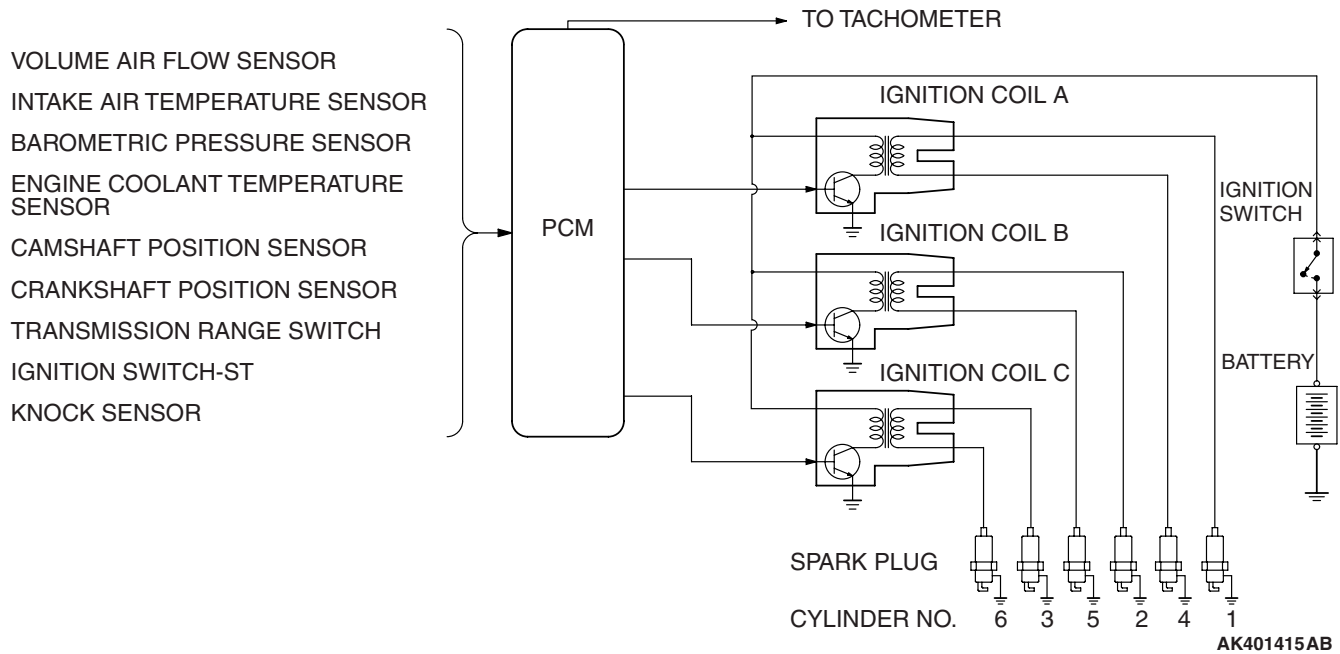 TO TACHOMETER
VOLUME AIR FLOW SENSOR
INTAKE AIR TEMPERATURE SENSOR
BAROMETRIC PRESSURE SENSOR
ENGINE COOLANT TEMPERATURE
SENSOR
CAMSHAFT POSITION SENSOR
CRANKSHAFT POSITION SENSOR
TRANSMISSION RANGE SWITCH
IGNITION SWITCH-ST
KNOCK SENSOR
PCM
IGNITION COIL A
IGNITION COIL B
IGNITION COIL C
IGNITION
SWITCH
BATTERY
SPARK PLUG
CYLINDER NO. 6 3 5 2 4 1
AK401415AB